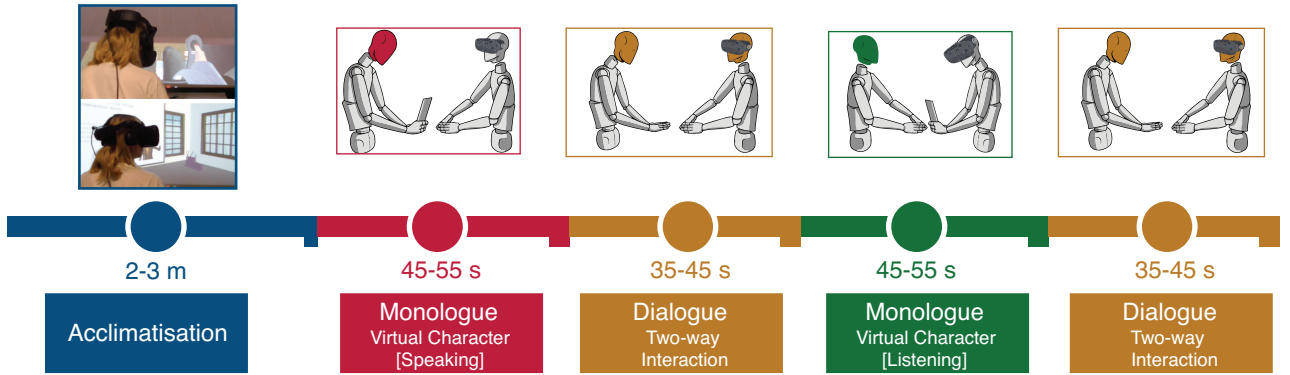 2-3 m
45-55 s
35-45 s
45-55 s
35-45 s
Acclimatisation
Monologue
Virtual Character
[Speaking]
Dialogue
Two-way
Interaction
Monologue
Virtual Character
[Listening]
Dialogue
Two-way
Interaction